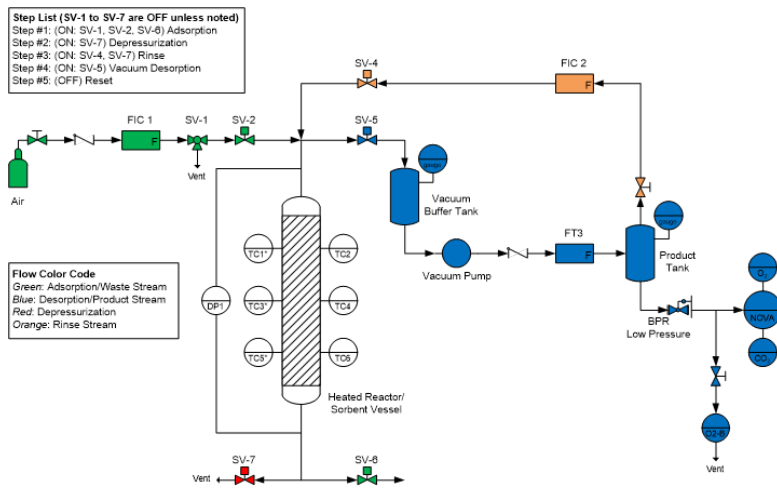 Step List (SV-1 to SV-7 are OFF unless noted)
Step #1: (ON: SV-1, SV-2, SV-6) Adsorption
Step #2: (ON: SV-7) Depressurization
Step #3: (ON: SV-4, SV-7) Rinse
Step #4: (ON: SV-5) Vacuum Desorption
Step #5: (OFF) Reset
SV-4
FIC 2
F
FIC 1
SV-1
SV-2
SV-5
F
Vent
Air
gauge
Vacuum
Buffer Tank
gauge
FT3
F
Product
Tank
Vacuum Pump
TC1*
TC2
Flow Color Code
Green: Adsorption/Waste Stream
Blue: Desorption/Product Stream
Red: Depressurization
Orange: Rinse Stream
DP1
TC3*
TC4
TC5*
TC6
O2
NOVA
CO2
BPR
Low Pressure
Heated Reactor/
Sorbent Vessel
O2-B
Vent
SV-7
SV-6
Vent